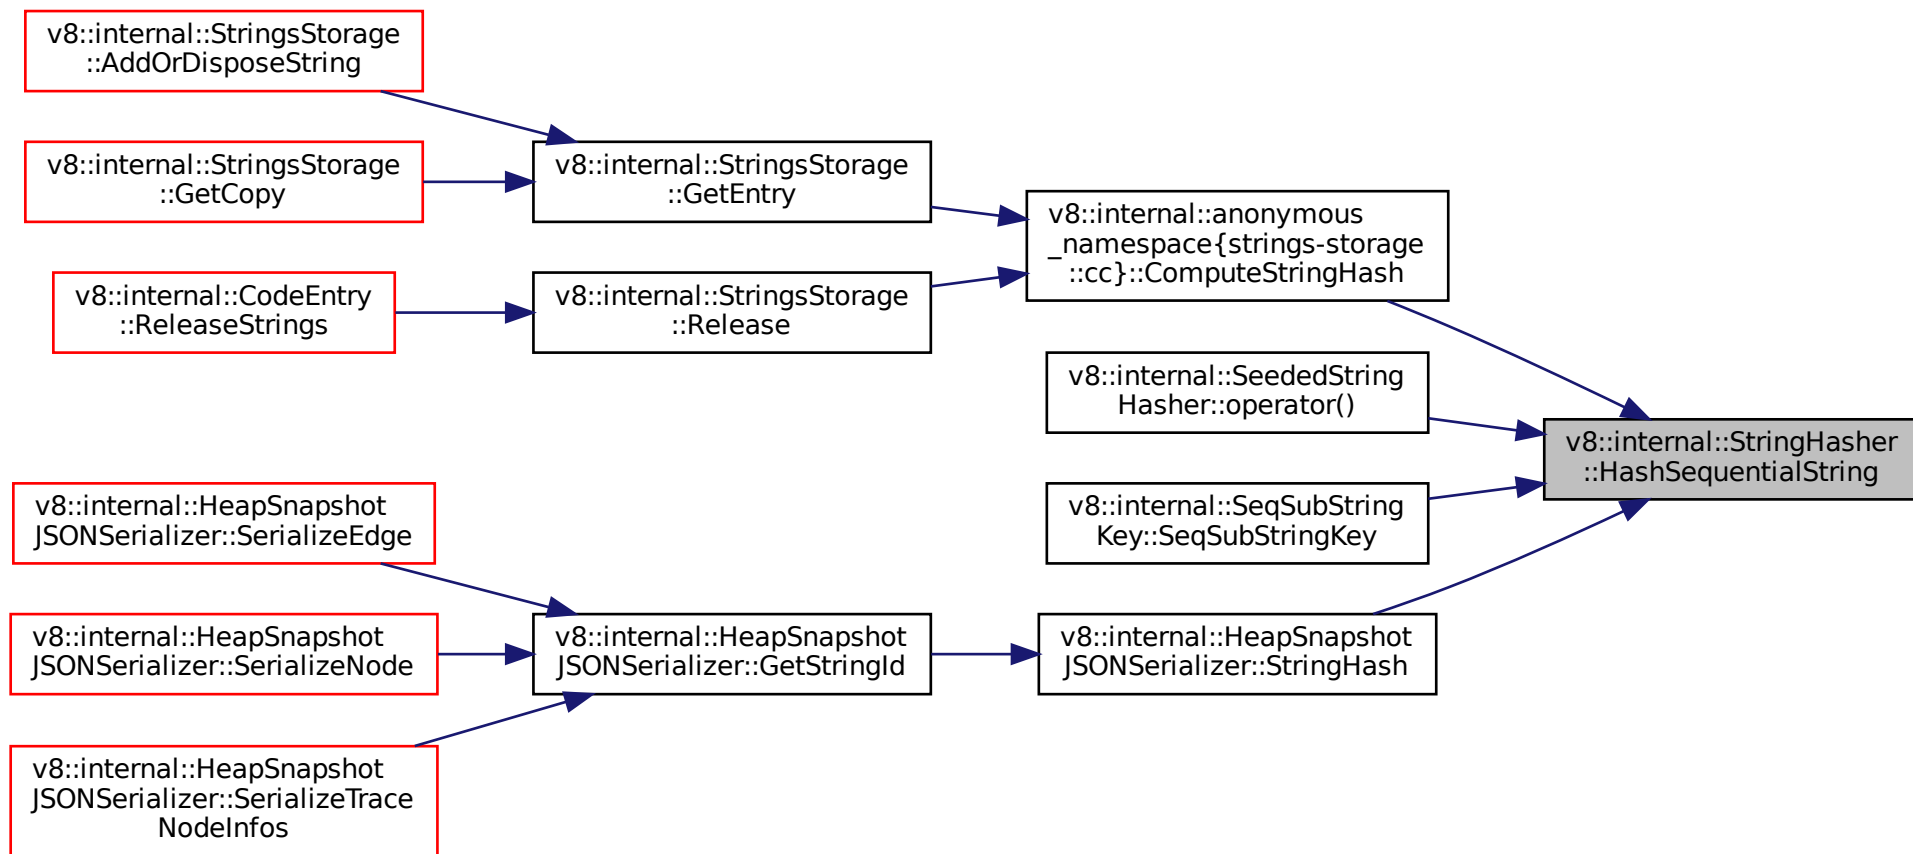 v8::internal::StringsStorage
::AddOrDisposeString
v8::internal::StringsStorage
::GetCopy
v8::internal::CodeEntry
::ReleaseStrings
v8::internal::HeapSnapshot
JSONSerializer::SerializeEdge
v8::internal::HeapSnapshot
JSONSerializer::SerializeNode
v8::internal::HeapSnapshot
JSONSerializer::SerializeTrace
NodeInfos
v8::internal::StringsStorage
::GetEntry
v8::internal::StringsStorage
::Release
v8::internal::HeapSnapshot
JSONSerializer::GetStringId
v8::internal::anonymous
_namespace{strings-storage
::cc}::ComputeStringHash
v8::internal::SeededString
Hasher::operator()
v8::internal::SeqSubString
Key::SeqSubStringKey
v8::internal::HeapSnapshot
JSONSerializer::StringHash
v8::internal::StringHasher
::HashSequentialString